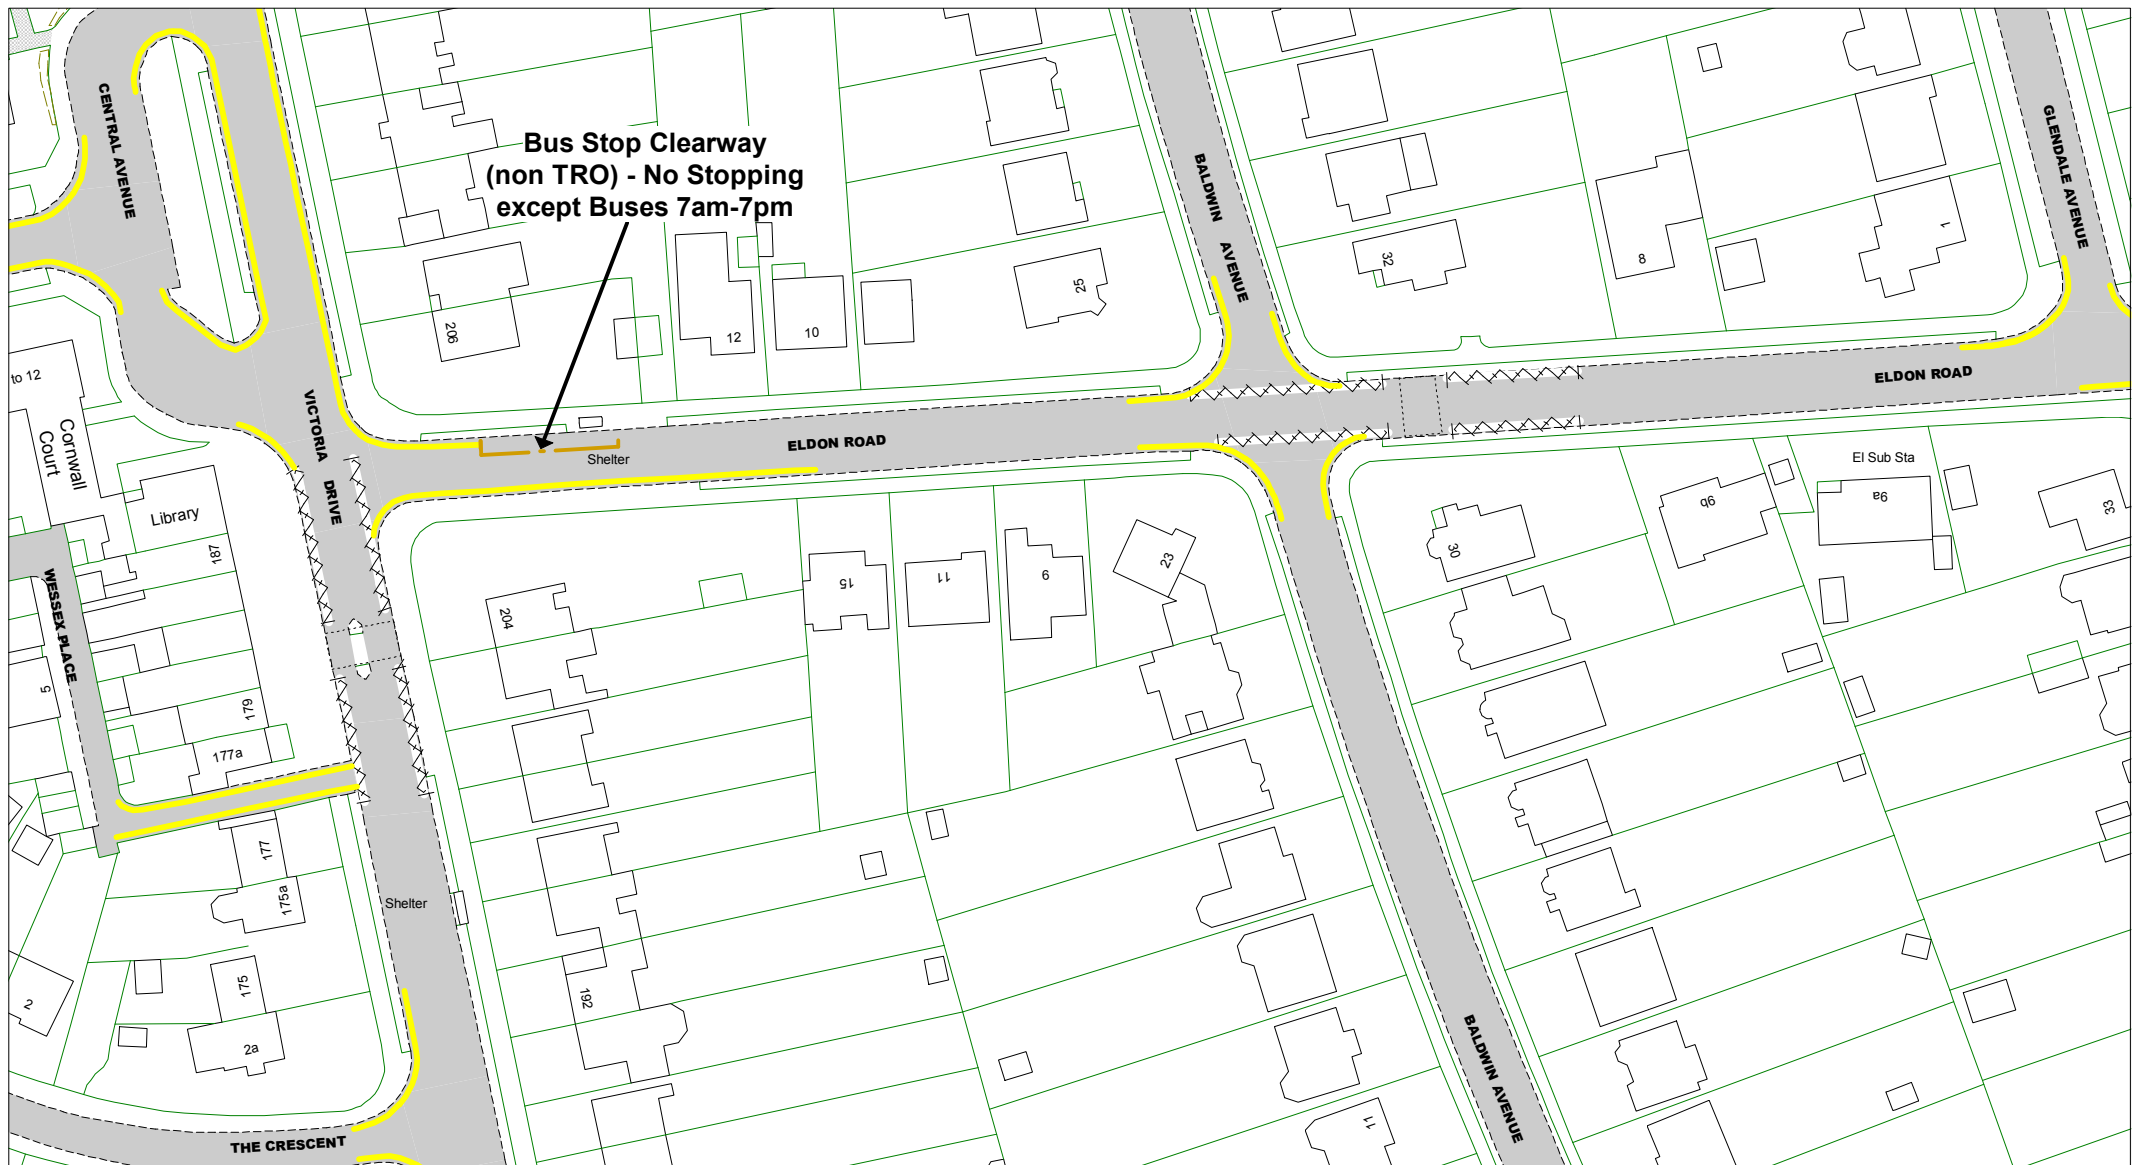 CENTRAL AVENUE
Bus Stop Clearway
(non TRO) - No Stopping
except Buses 7am-7pm
BALDWIN AVENUE
GLENDALE AVENUE
32
8
1
25
206
12
10
to 12
Cornwall
Court
VICTORIA DRIVE
ELDON ROAD
ELDON ROAD
Shelter
El Sub Sta
Library
187
9b
9a
33
30
23
15
11
9
204
WESSEX PLACE
5
179
177a
177
175a
Shelter
175
2
2a
192
BALDWIN AVENUE
11
THE CRESCENT